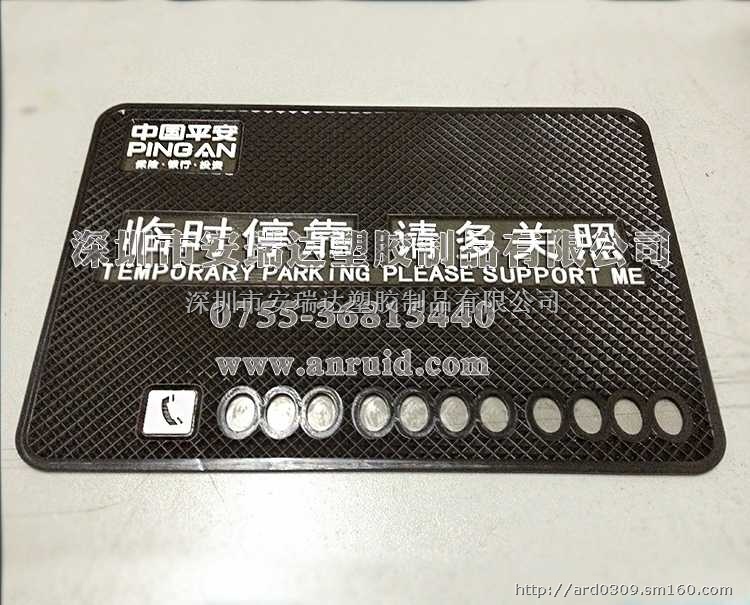 中国平安
PING AN
保险·银行·投资
临时停靠 请多关照
深圳市安瑞达塑胶制品有限公司
TEMPORARY PARKING PLEASE SUPPORT ME
深圳市安瑞达塑胶制品有限公司
0755-36815440
www.anruid.com
http://ard0309.sm160.com